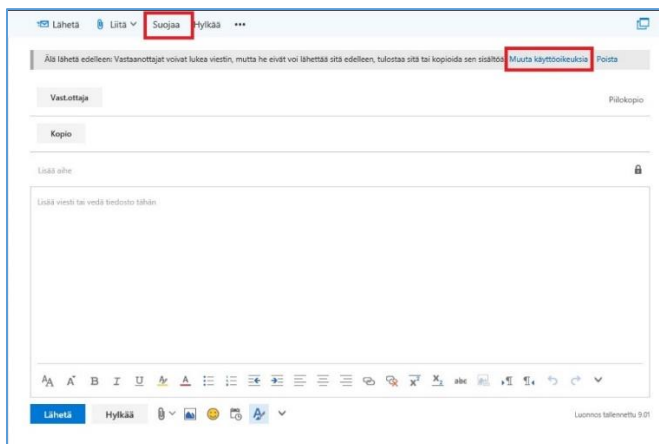 Lähetä Liitä Suojaa Hylkää •••
Älä lähetä edelleen: Vastaanottajat voivat lukea viestin, mutta he eivät voi lähettää sitä edelleen, tulostaa sitä tai kopioida sen sisältöä. Muuta käyttöoikeuksia Poista
Vast.ottaja Piilokopio
Kopio
Lisää aihe
Lisää viesti tai vedä tiedosto tähän
AA A B I U A abc
Lähetä Hylkää Luonnos tallennettu 9.01